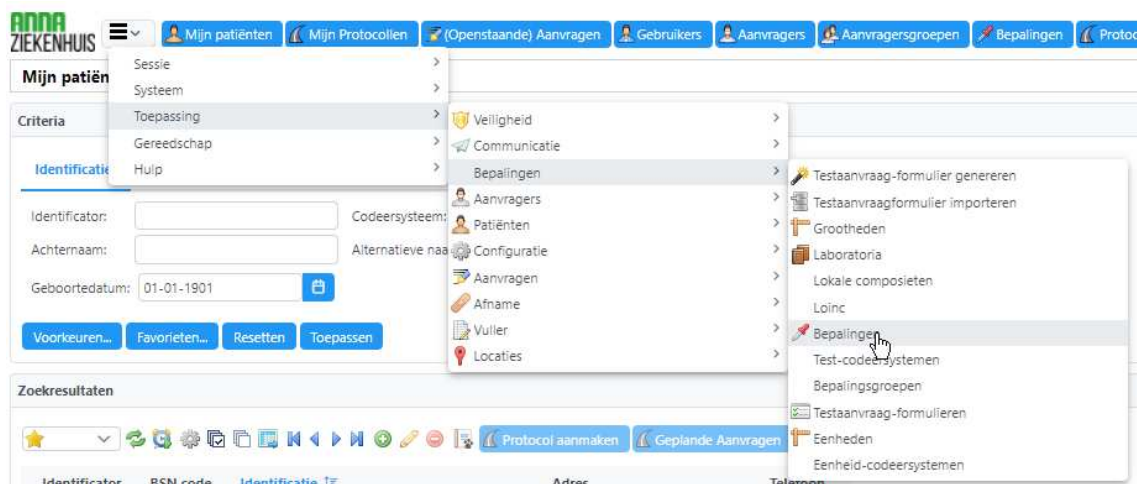 ANNA
ZIEKENHUIS
Mijn patiënten
Mijn Protocollen
(Openstaande) Aanvragen
Gebruikers
Aanvragers
Aanvragersgroepen
Bepalingen
Protoc
Mijn patiën
Sessie
Systeem
Toepassing
Gereedschap
Hulp
Criteria
Identificatie
Identificator:
Codeersysteem:
Achternaam:
Alternatieve naa
Geboortedatum:
01-01-1901
Voorkeuren...
Favorieten...
Resetten
Toepassen
Veiligheid
Communicatie
Bepalingen
Aanvragers
Patiënten
Configuratie
Aanvragen
Afname
Vuller
Locaties
Testaanvraag-formulier genereren
Testaanvraagformulier importeren
Grootheden
Laboratoria
Lokale composieten
Loinc
Bepalingen
Test-codeersystemen
Bepalingsgroepen
Testaanvraag-formulieren
Eenheden
Eenheid-codeersystemen
Zoekresultaten
Protocol aanmaken
Geplande Aanvragen
Identificator
BSN code
Identificatie
Adres
Telefoon